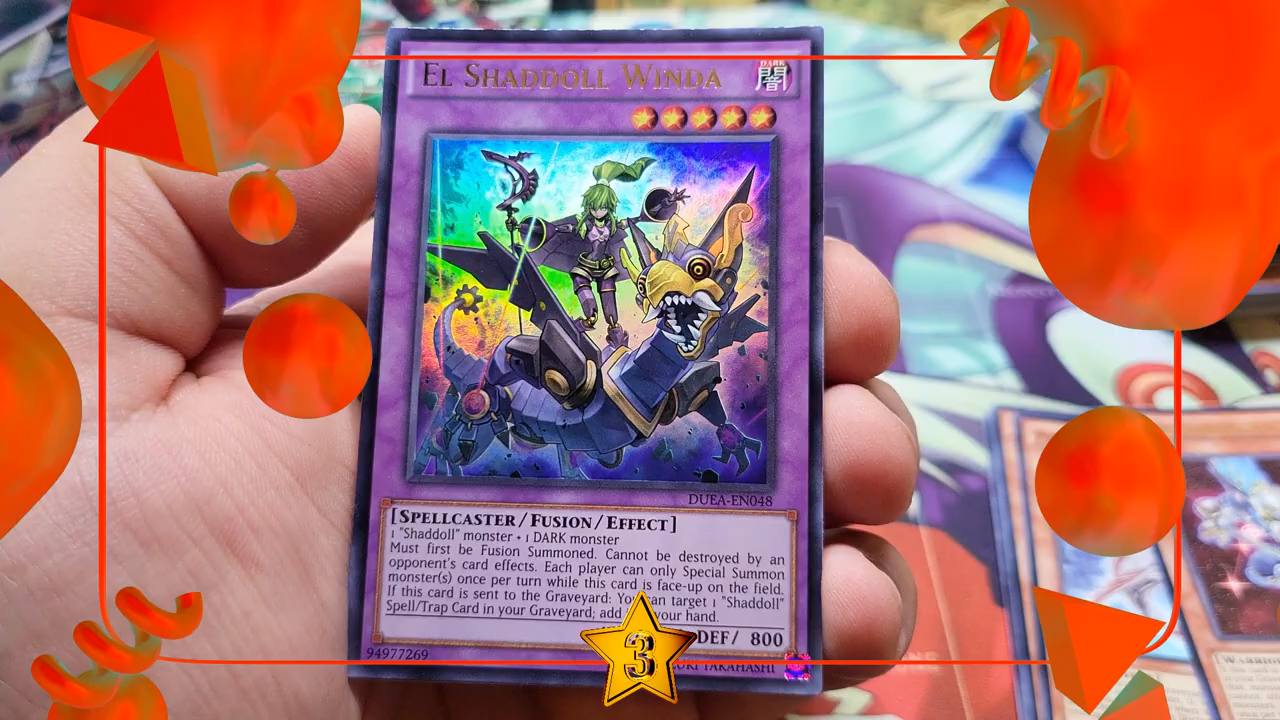 El Shaddoll Winda
DARK
闇
DUEA-EN048
[Spellcaster/Fusion/Effect]
1 "Shaddoll" monster + 1 DARK monster
Must first be Fusion Summoned. Cannot be destroyed by an
opponent's card effects. Each player can only Special Summon
monster(s) once per turn while this card is face-up on the field.
If this card is sent to the Graveyard: You can target 1 "Shaddoll"
Spell/Trap Card in your Graveyard; add your hand.
DEF/ 800
94977269
TAKAHASHI
3